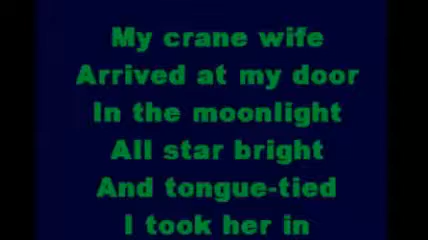 My crane wife
Arrived at my door
In the moonlight
All star bright
And tongue-tied
I took her in